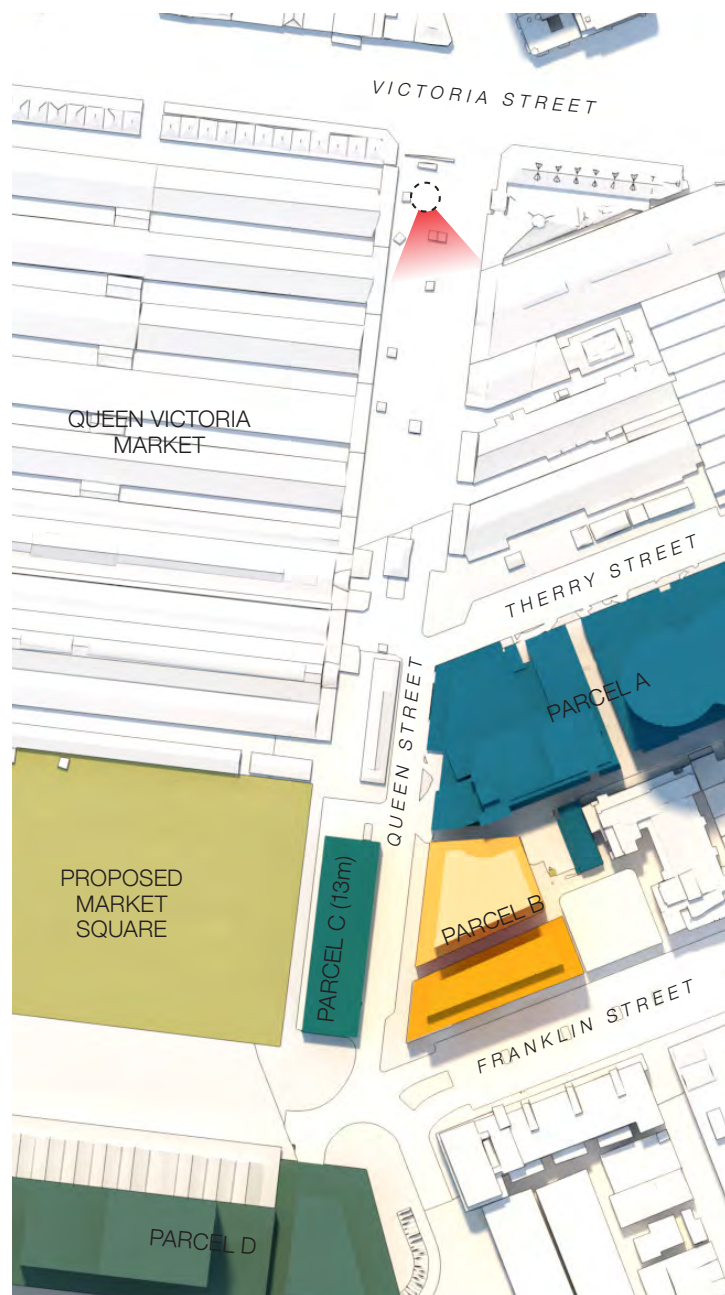 VICTORIA STREET
QUEEN VICTORIA
MARKET
THERRY STREET
PARCEL A
QUEEN STREET
PROPOSED
MARKET
SQUARE
PARCEL C (13m)
PARCEL B
FRANKLIN STREET
PARCEL D